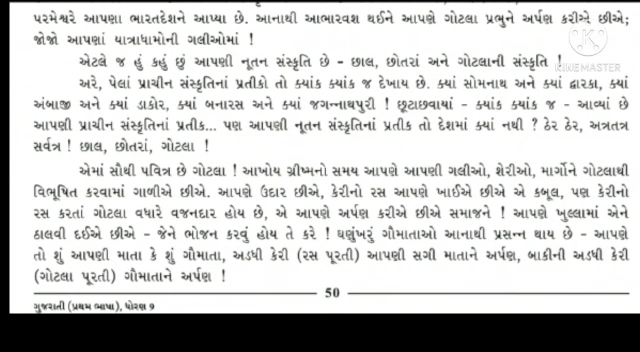 પરમેશ્વરે આપણા ભારતદેશને આપ્યા છે. આનાથી આભારવશ થઈને આપણે ગોટલા પ્રભુને અર્પણ કરીએ છીએ;
જોજો આપણાં યાત્રાધામોની ગલીઓમાં !
એટલે જ હું કહું છું આપણી નૂતન સંસ્કૃતિ છે - છાલ, છોતરાં અને ગોટલાની સંસ્કૃતિ !
KINEMASTER
અરે, પેલાં પ્રાચીન સંસ્કૃતિનાં પ્રતીકો તો ક્યાંક ક્યાંક જ દેખાય છે. ક્યાં સોમનાથ અને ક્યાં દ્વારકા, ક્યાં
અંબાજી અને ક્યાં ડાકોર, ક્યાં બનારસ અને ક્યાં જગન્નાથપુરી ! છૂટાછવાયાં - ક્યાંક ક્યાંક જ - આવ્યાં છે
આપણી પ્રાચીન સંસ્કૃતિનાં પ્રતીક... પણ આપણી નૂતન સંસ્કૃતિનાં પ્રતીક તો દેશમાં ક્યાં નથી ? ઠેર ઠેર, અત્રતત્ર
સર્વત્ર ! છાલ, છોતરાં, ગોટલા !
એમાં સૌથી પવિત્ર છે ગોટલા ! આખોય ગ્રીષ્મનો સમય આપણે આપણી ગલીઓ, શેરીઓ, માર્ગોને ગોટલાથી
વિભૂષિત કરવામાં ગાળીએ છીએ. આપણે ઉદાર છીએ, કેરીનો રસ આપણે ખાઈએ છીએ એ કબૂલ, પણ કેરીનો
રસ કરતાં ગોટલા વધારે વજનદાર હોય છે, એ આપણે અર્પણ કરીએ છીએ સમાજને ! આપણે ખુલ્લામાં એને
ઠાલવી દઈએ છીએ - જેને ભોજન કરવું હોય તે કરે ! ઘણુંખરું ગૌમાતાઓ આનાથી પ્રસન્ન થાય છે - આપણે
તો શું આપણી માતા કે શું ગૌમાતા, અડધી કેરી (રસ પૂરતી) આપણી સગી માતાને અર્પણ, બાકીની અડધી કેરી
(ગોટલા પૂરતી) ગૌમાતાને અર્પણ !
50
ગુજરાતી (પ્રથમ ભાષા), ધોરણ 9